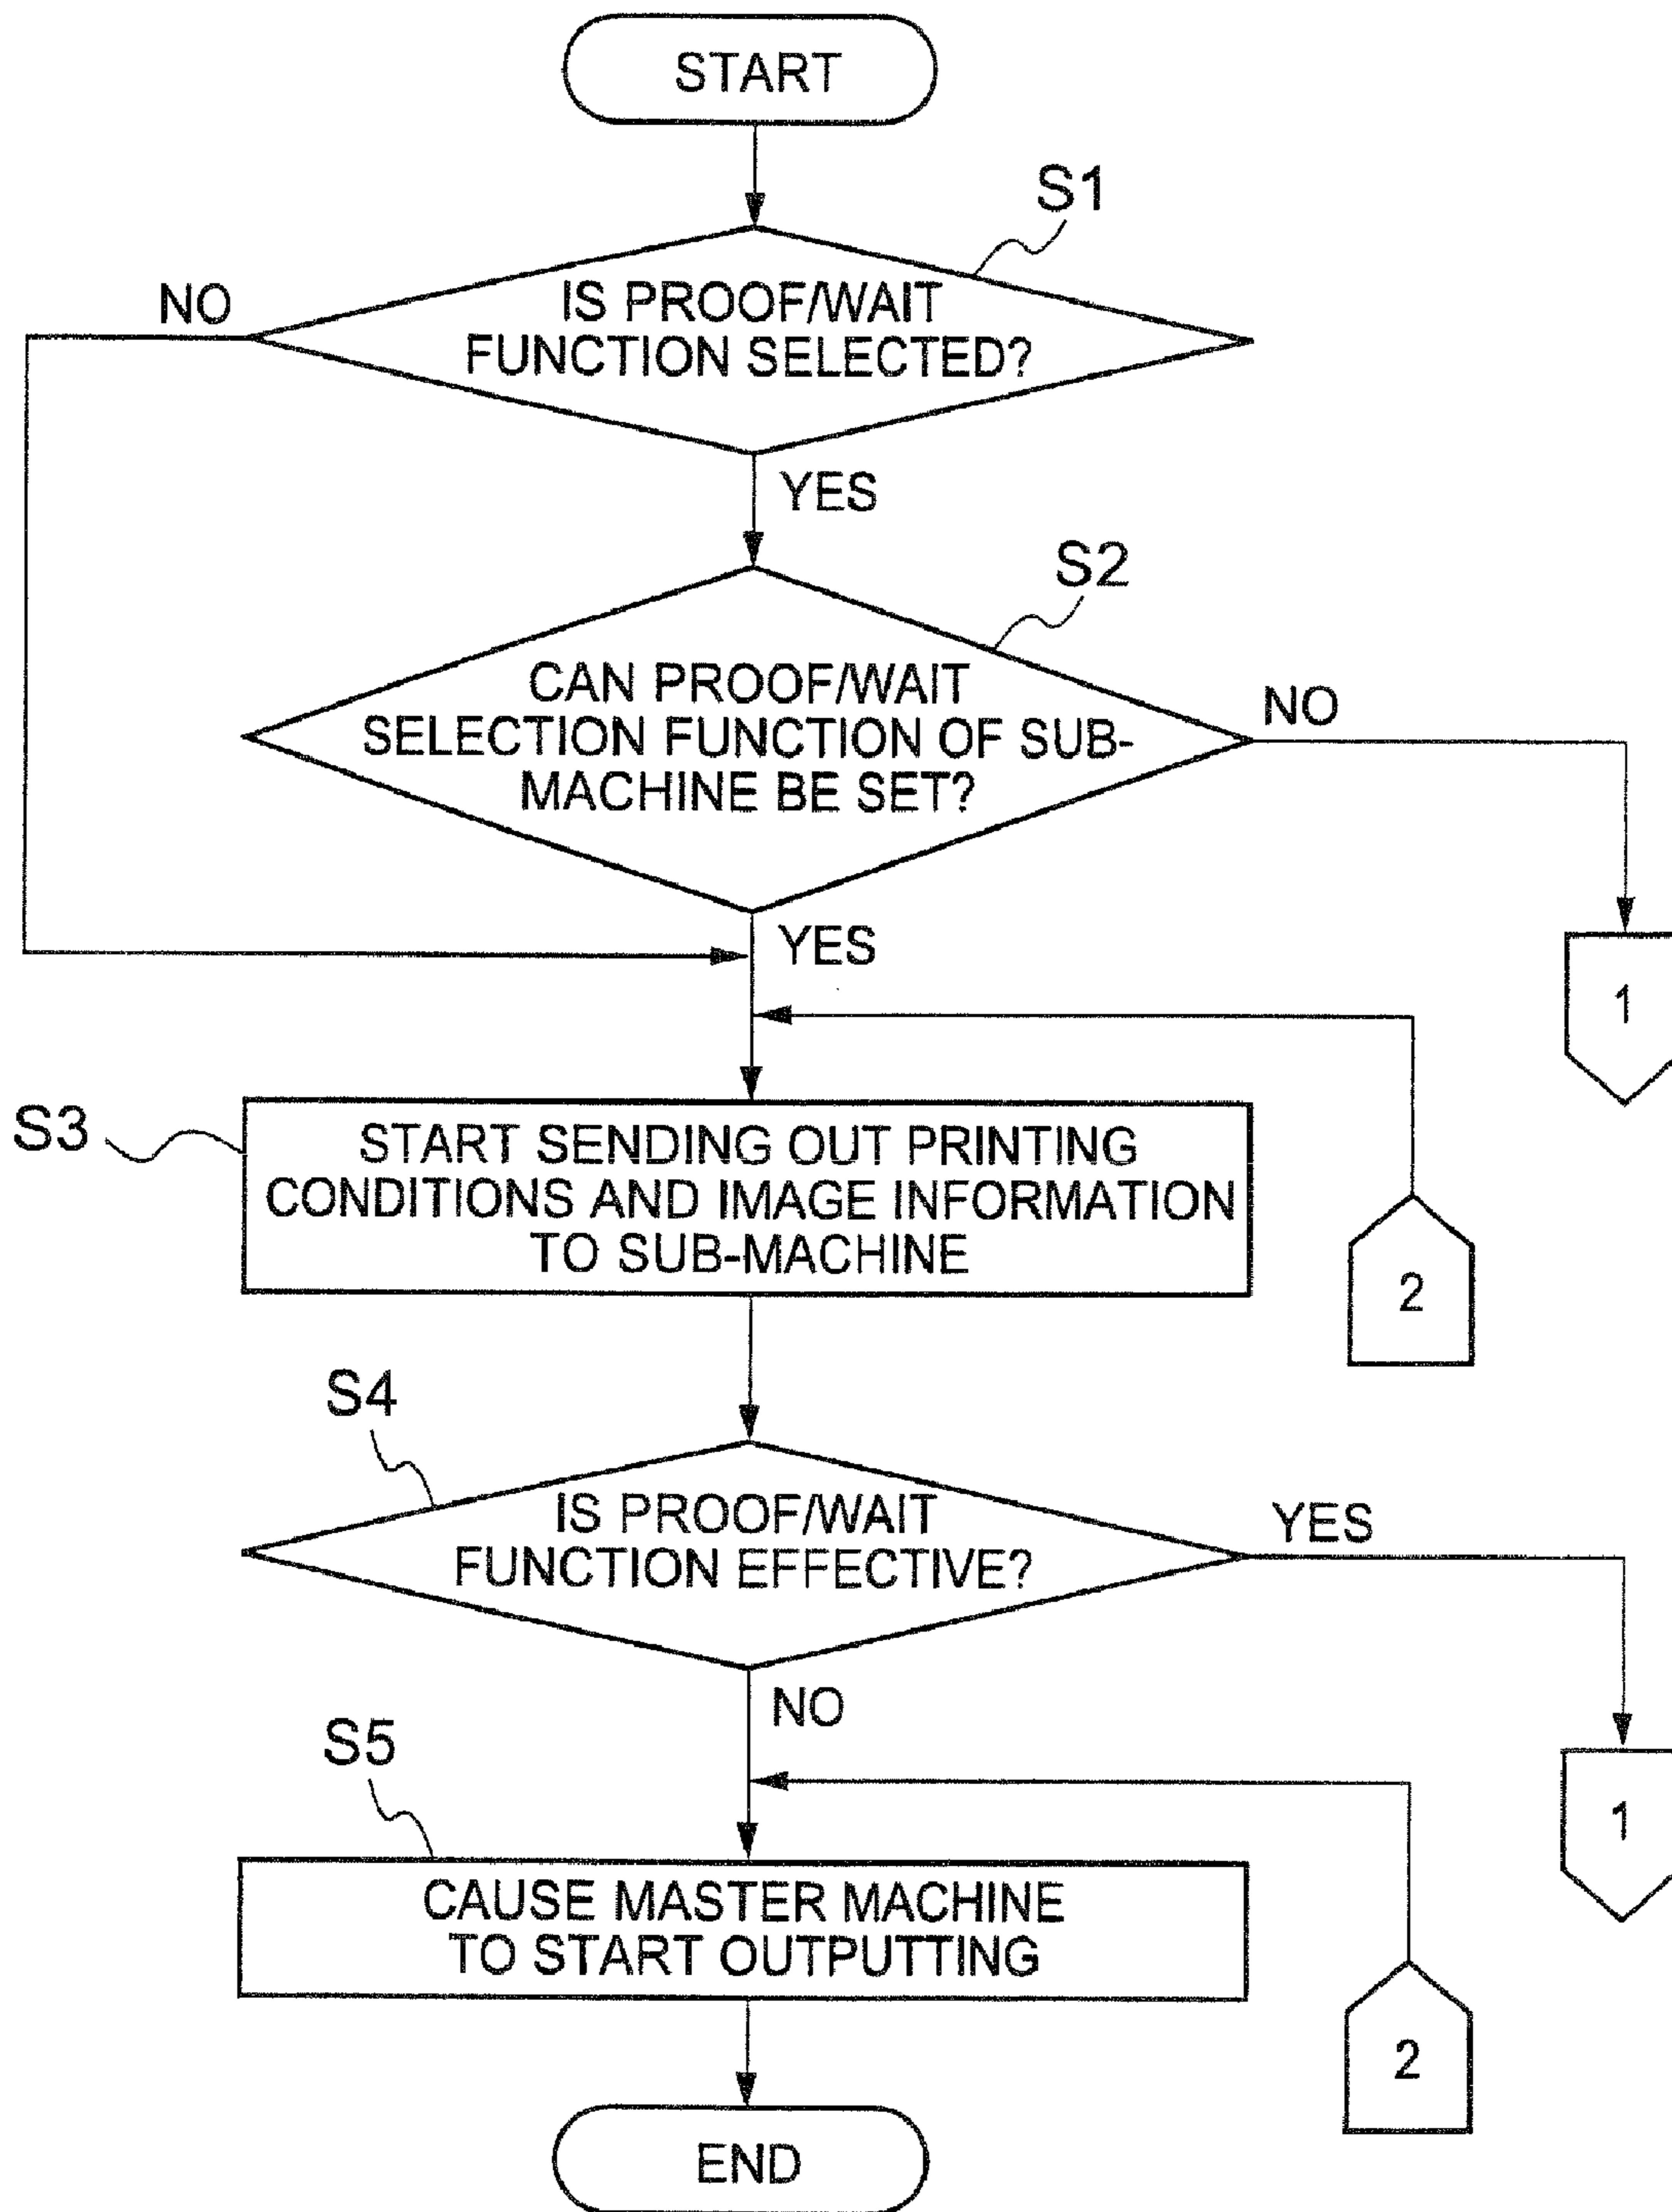 START
S1
NO
IS PROOF/WAIT
FUNCTION SELECTED?
YES
S2
CAN PROOF/WAIT
SELECTION FUNCTION OF SUB-
MACHINE BE SET?
NO
YES
1
S3
START SENDING OUT PRINTING
CONDITIONS AND IMAGE INFORMATION
TO SUB-MACHINE
2
S4
IS PROOF/WAIT
FUNCTION EFFECTIVE?
YES
NO
1
S5
CAUSE MASTER MACHINE
TO START OUTPUTTING
2
END